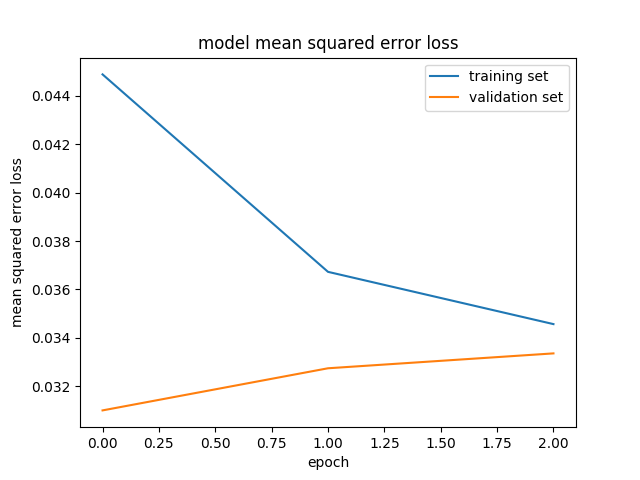 model mean squared error loss
training set
validation set
mean squared error loss
0.044
0.042
0.040
0.038
0.036
0.034
0.032
0.00 0.25 0.50 0.75 1.00 1.25 1.50 1.75 2.00
epoch